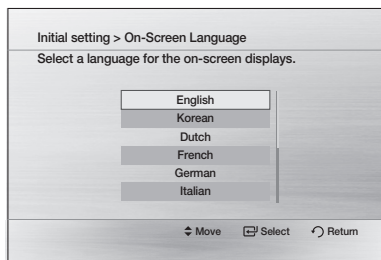 Initial setting > On-Screen Language
Select a language for the on-screen displays.
English
Korean
Dutch
French
German
Italian
Move Select Return